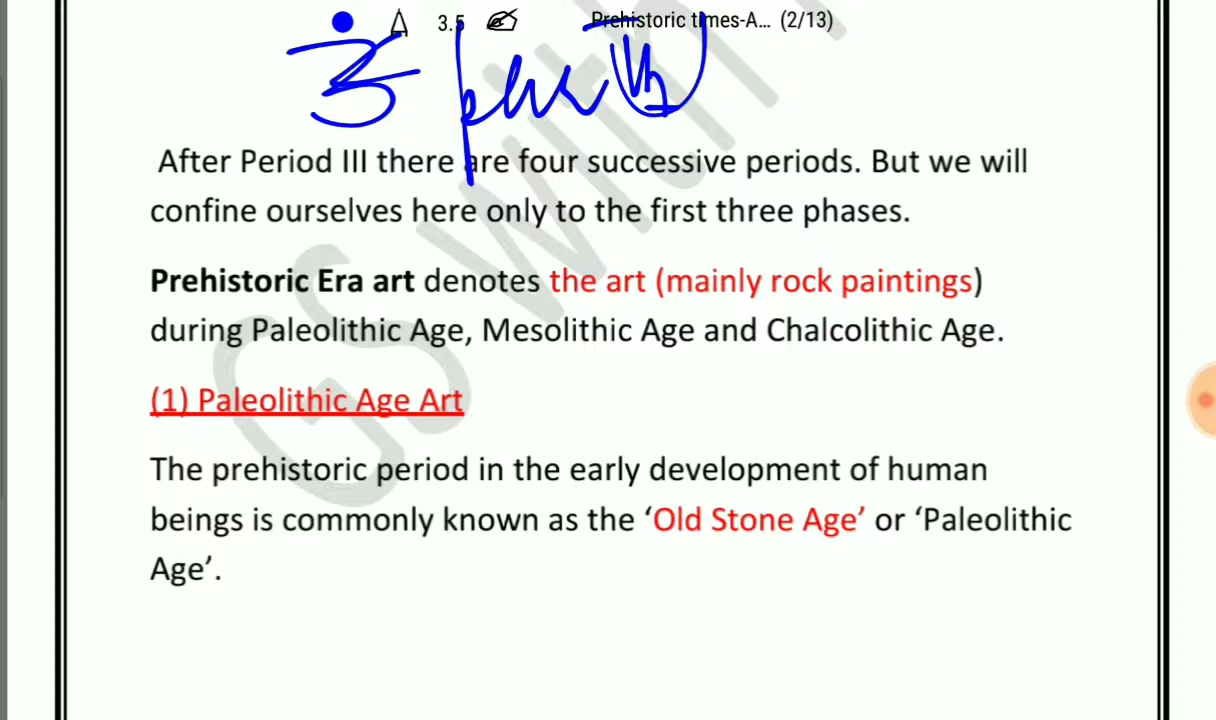 3.5 Prehistoric times-A... (2/13)
3
After Period III there are four successive periods. But we will
confine ourselves here only to the first three phases.
Prehistoric Era art denotes the art (mainly rock paintings)
during Paleolithic Age, Mesolithic Age and Chalcolithic Age.
(1) Paleolithic Age Art
The prehistoric period in the early development of human
beings is commonly known as the ‘Old Stone Age’ or ‘Paleolithic
Age’.